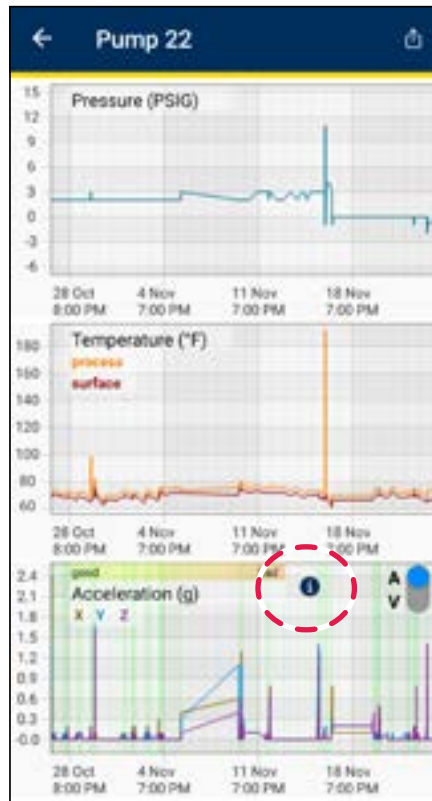 Pump 22
Pressure (PSIG)
15
12
9
6
3
0
-3
-6
28 Oct 4 Nov 11 Nov 18 Nov
8:00 PM 7:00 PM 7:00 PM 7:00 PM
Temperature (°F)
process
surface
180
160
140
120
100
80
60
28 Oct 4 Nov 11 Nov 18 Nov
8:00 PM 7:00 PM 7:00 PM 7:00 PM
good
Acceleration (g)
X Y Z
i
A
V
2.4
2.1
1.8
1.5
1.2
0.9
0.6
0.3
-0.0
28 Oct 4 Nov 11 Nov 18 Nov
8:00 PM 7:00 PM 7:00 PM 7:00 PM